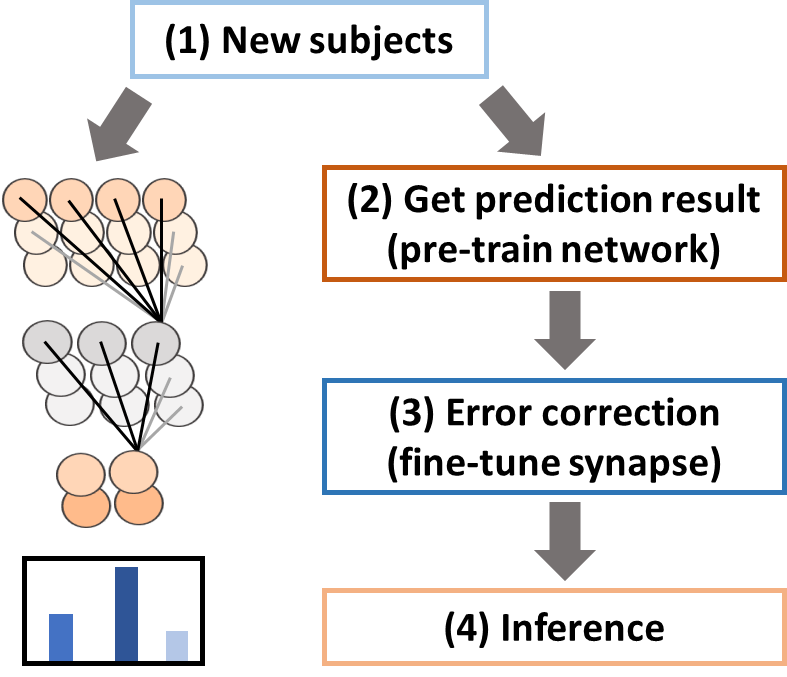 (1) New subjects
(2) Get prediction result
(pre-train network)
(3) Error correction
(fine-tune synapse)
(4) Inference